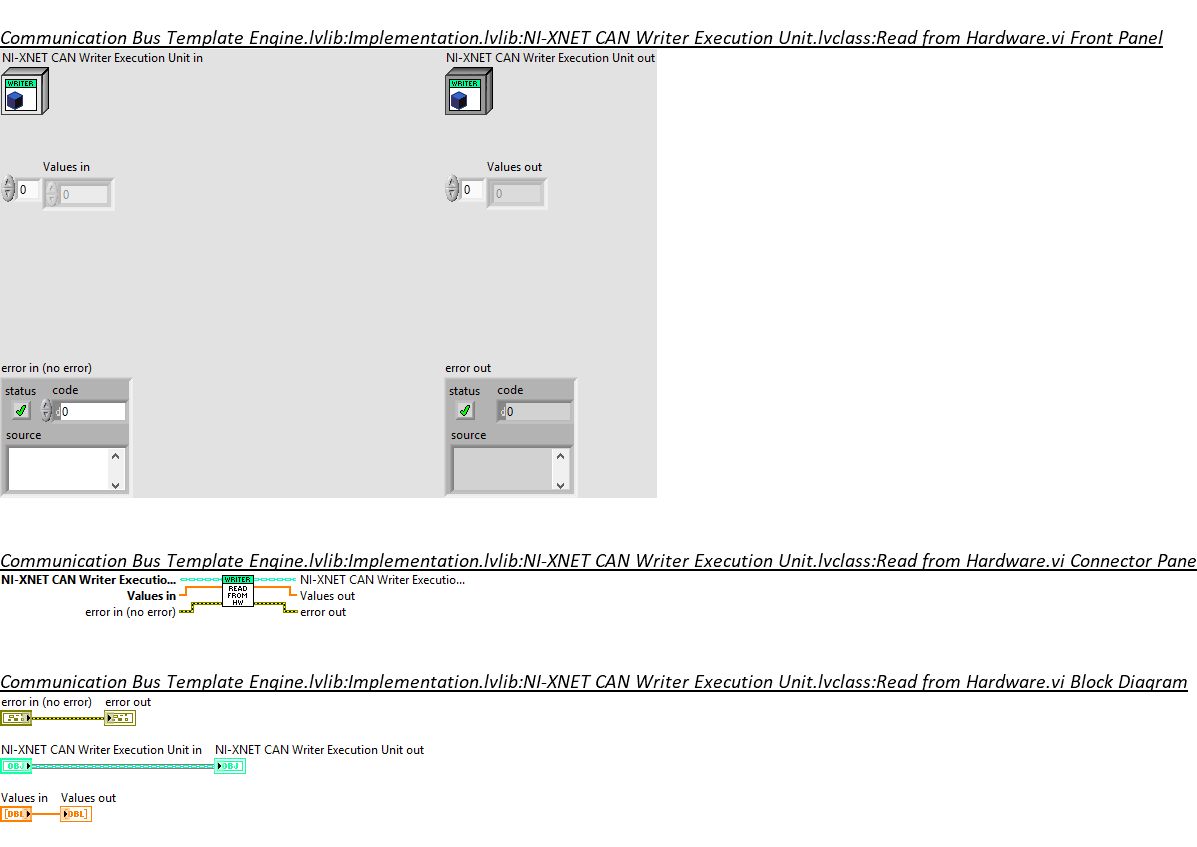 Communication Bus Template Engine.lvlib:Implementation.lvlib:NI-XNET CAN Writer Execution Unit.lvclass:Read from Hardware.vi Front Panel
NI-XNET CAN Writer Execution Unit in
NI-XNET CAN Writer Execution Unit out
WRITER
WRITER
Values in
Values out
0
0
0
0
error in (no error)
error out
status
code
status
code
d
0
d
0
source
source
Communication Bus Template Engine.lvlib:Implementation.lvlib:NI-XNET CAN Writer Execution Unit.lvclass:Read from Hardware.vi Connector Pane
NI-XNET CAN Writer Executio...
WRITER
NI-XNET CAN Writer Executio...
Values in
READ
FROM
HW
Values out
error in (no error)
error out
Communication Bus Template Engine.lvlib:Implementation.lvlib:NI-XNET CAN Writer Execution Unit.lvclass:Read from Hardware.vi Block Diagram
error in (no error)
error out
NI-XNET CAN Writer Execution Unit in
NI-XNET CAN Writer Execution Unit out
OBJ
OBJ
Values in
Values out
[DBL]
[DBL]